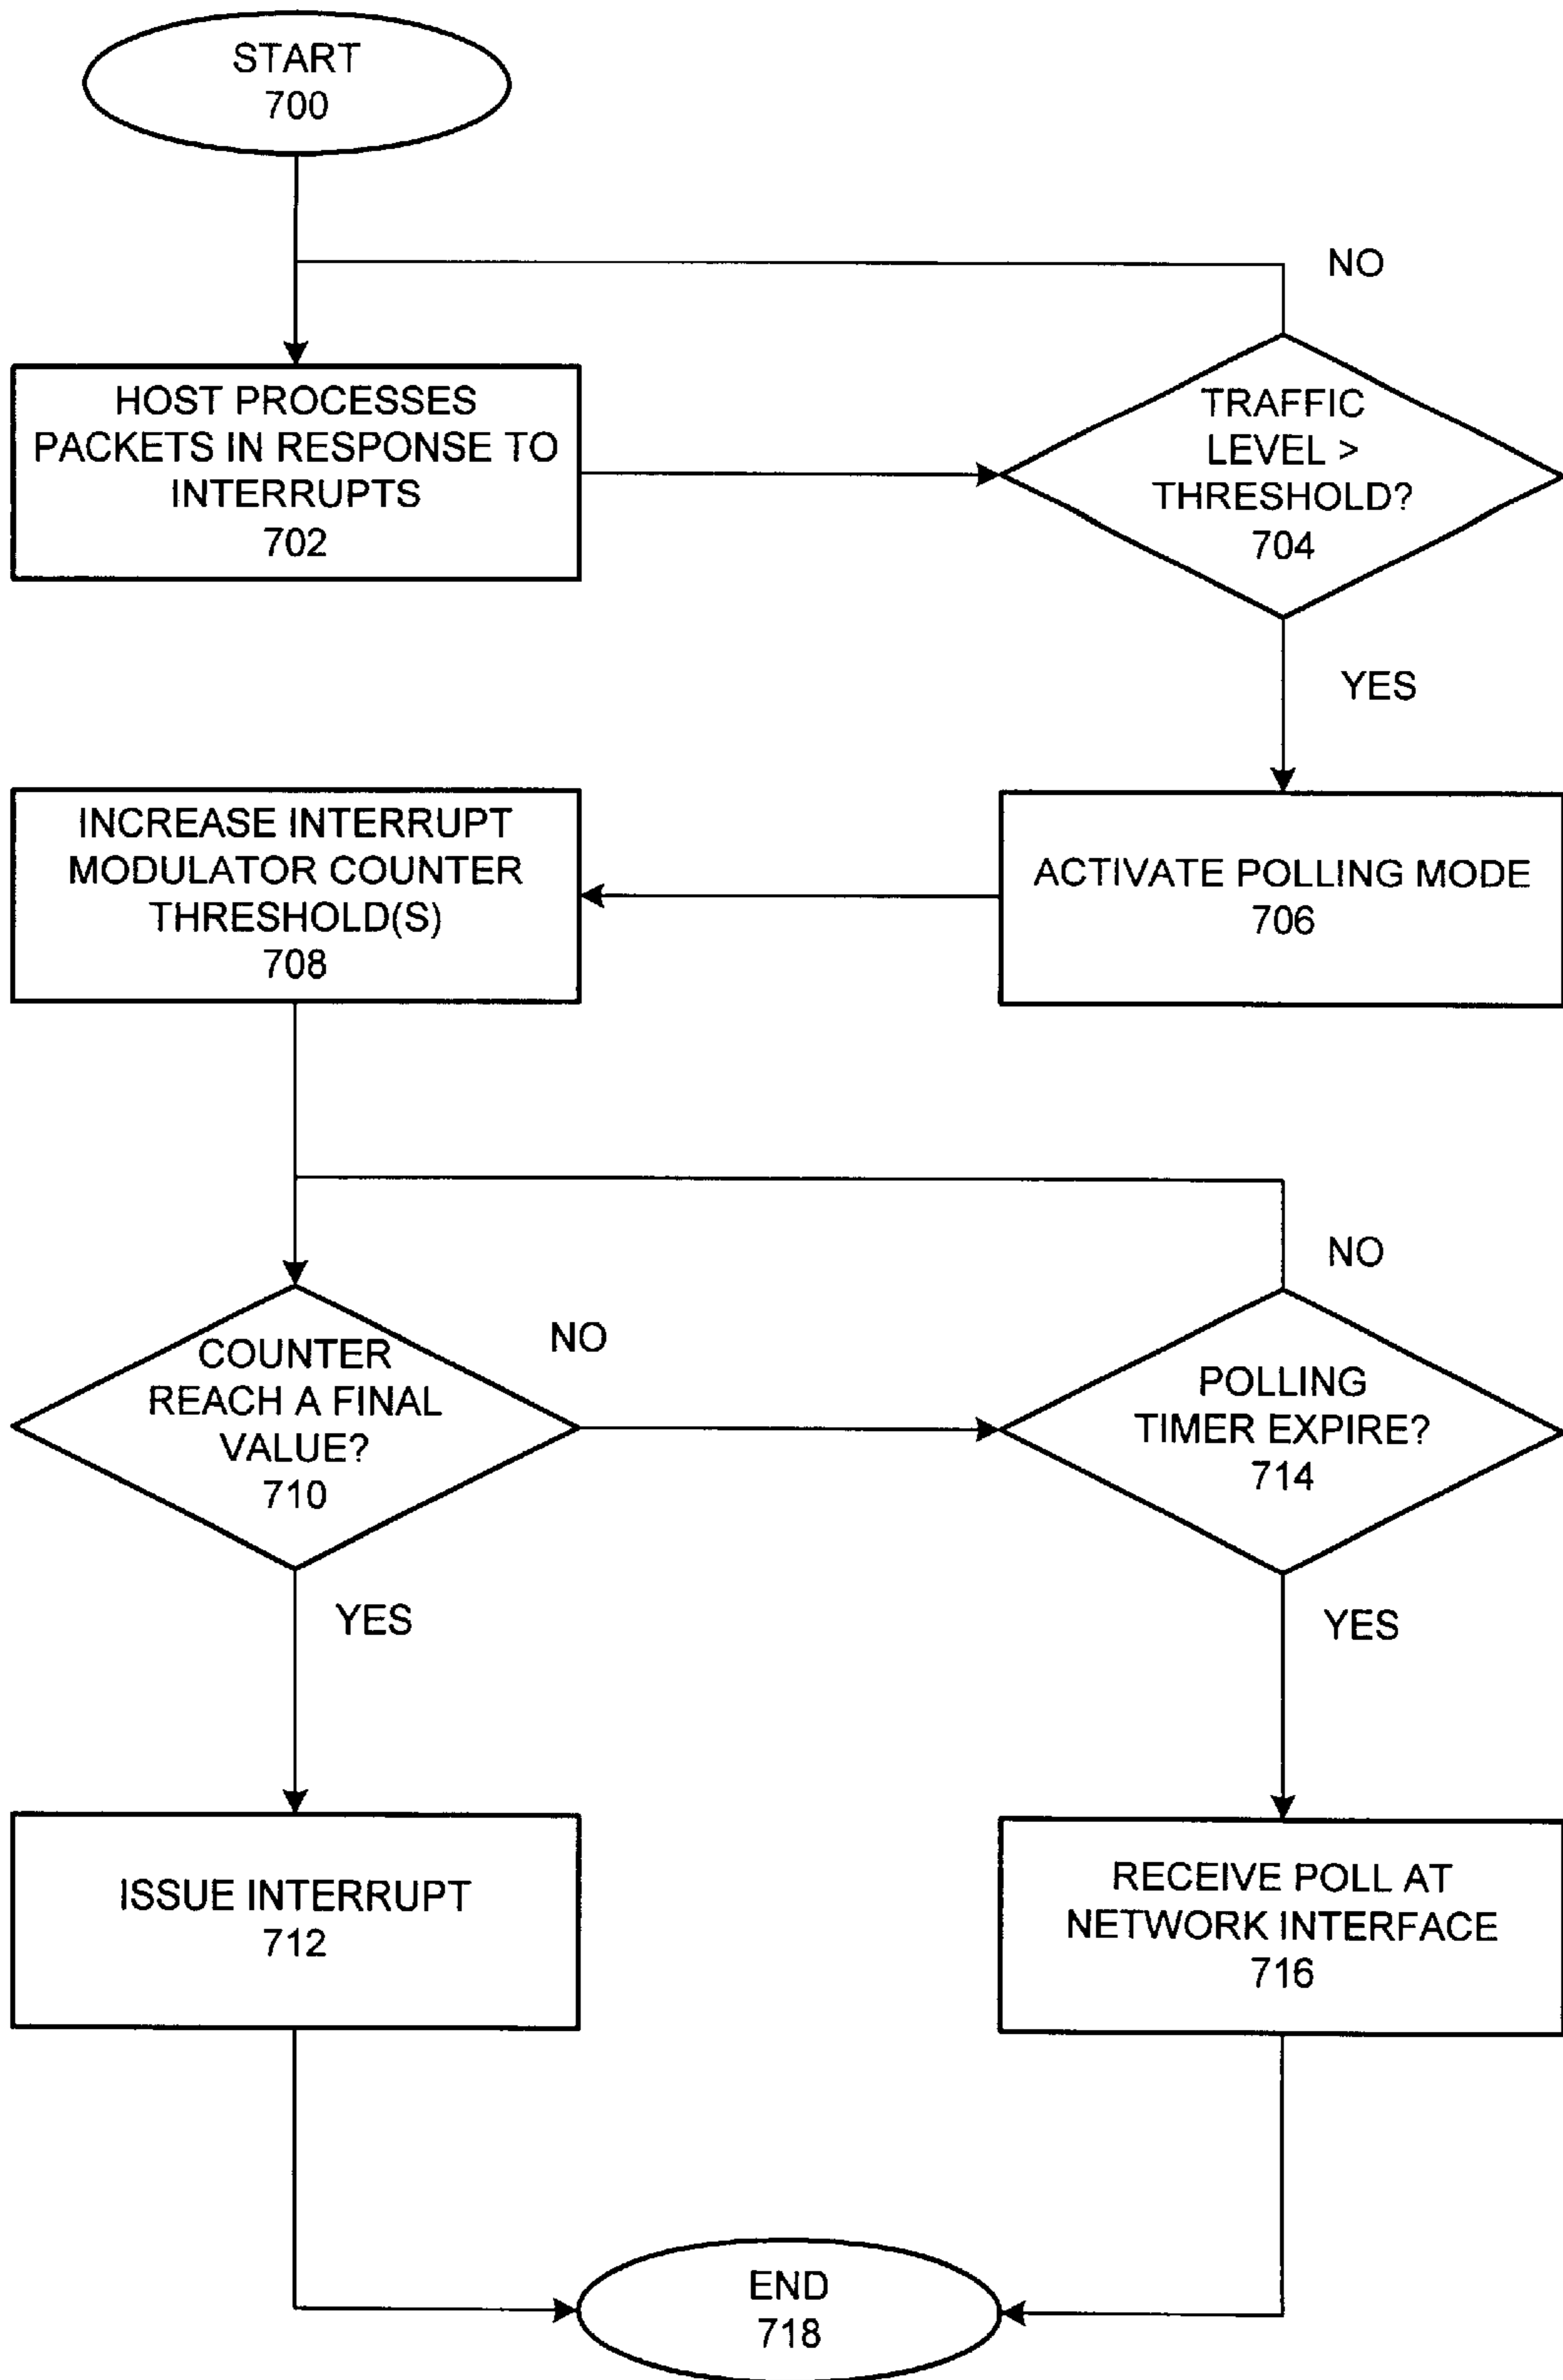 START
700
NO
HOST PROCESSES
PACKETS IN RESPONSE TO
INTERRUPTS
702
TRAFFIC
LEVEL >
THRESHOLD?
704
YES
ACTIVATE POLLING MODE
706
INCREASE INTERRUPT
MODULATOR COUNTER
THRESHOLD(S)
708
COUNTER
REACH A FINAL
VALUE?
710
NO
NO
POLLING
TIMER EXPIRE?
714
YES
YES
ISSUE INTERRUPT
712
RECEIVE POLL AT
NETWORK INTERFACE
716
END
718